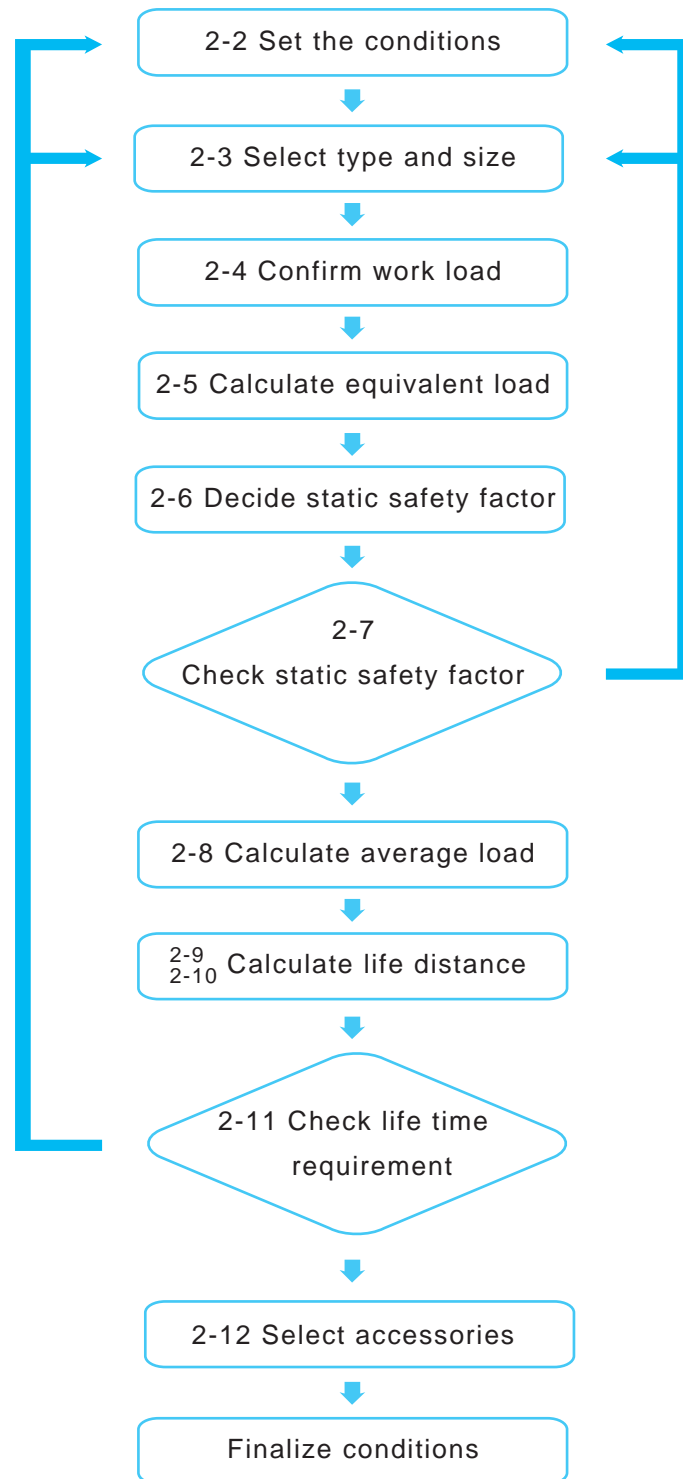 2-2 Set the conditions
2-3 Select type and size
2-4 Confirm work load
2-5 Calculate equivalent load
2-6 Decide static safety factor
2-7
Check static safety factor
2-8 Calculate average load
2-9
2-10 Calculate life distance
2-11 Check life time
requirement
2-12 Select accessories
Finalize conditions